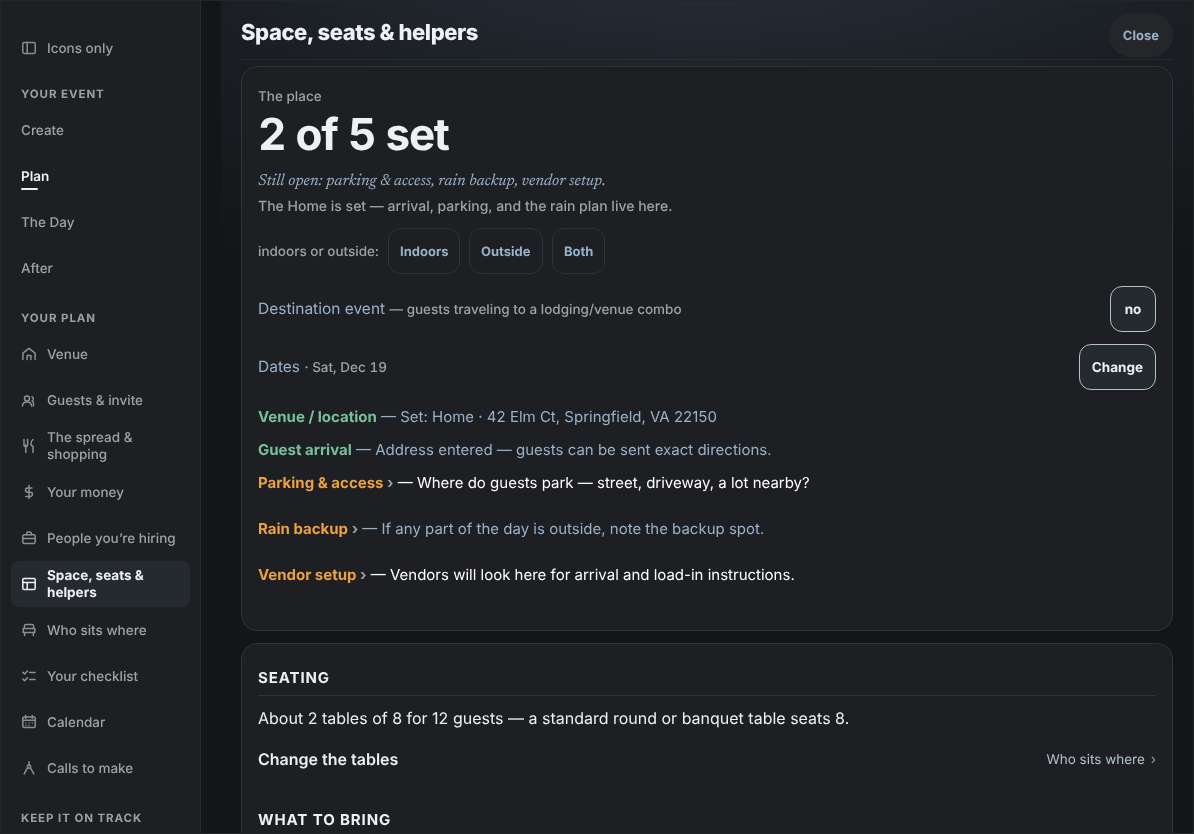 Icons only
YOUR EVENT
Create
Plan
The Day
After
YOUR PLAN
Venue
Guests & invite
The spread &
shopping
Your money
People you're hiring
Space, seats &
helpers
Who sits where
Your checklist
Calendar
Calls to make
KEEP IT ON TRACK
Space, seats & helpers
Close
The place
2 of 5 set
Still open: parking & access, rain backup, vendor setup.
The Home is set — arrival, parking, and the rain plan live here.
indoors or outside: Indoors Outside Both
Destination event — guests traveling to a lodging/venue combo
no
Dates · Sat, Dec 19
Change
Venue / location — Set: Home · 42 Elm Ct, Springfield, VA 22150
Guest arrival — Address entered — guests can be sent exact directions.
Parking & access › — Where do guests park — street, driveway, a lot nearby?
Rain backup › — If any part of the day is outside, note the backup spot.
Vendor setup › — Vendors will look here for arrival and load-in instructions.
SEATING
About 2 tables of 8 for 12 guests — a standard round or banquet table seats 8.
Change the tables
Who sits where ›
WHAT TO BRING